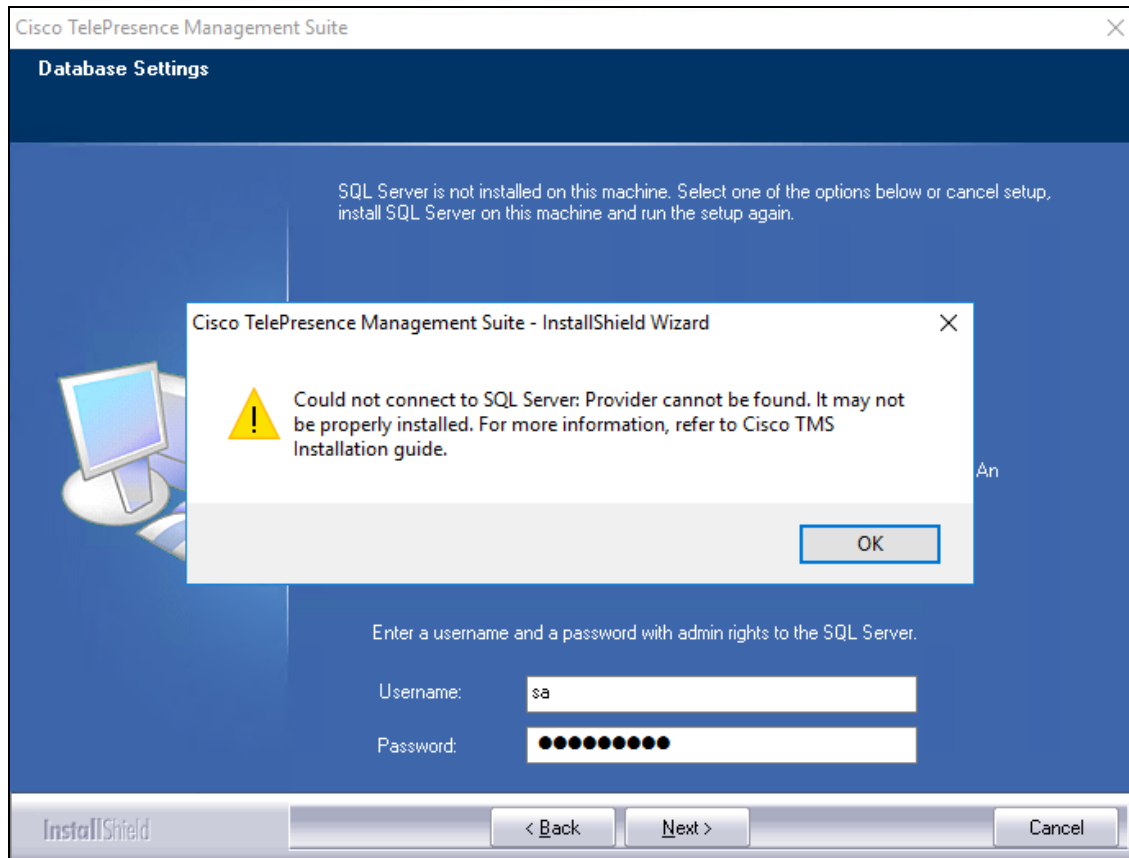 Cisco TelePresence Management Suite
Database Settings
SQL Server is not installed on this machine. Select one of the options below or cancel setup,
install SQL Server on this machine and run the setup again.
Cisco TelePresence Management Suite - InstallShield Wizard
Could not connect to SQL Server: Provider cannot be found. It may not
be properly installed. For more information, refer to Cisco TMS
Installation guide.
An
OK
Enter a username and a password with admin rights to the SQL Server.
Username:
sa
Password:
●●●●●●●●●
InstallShield
< Back
Next >
Cancel